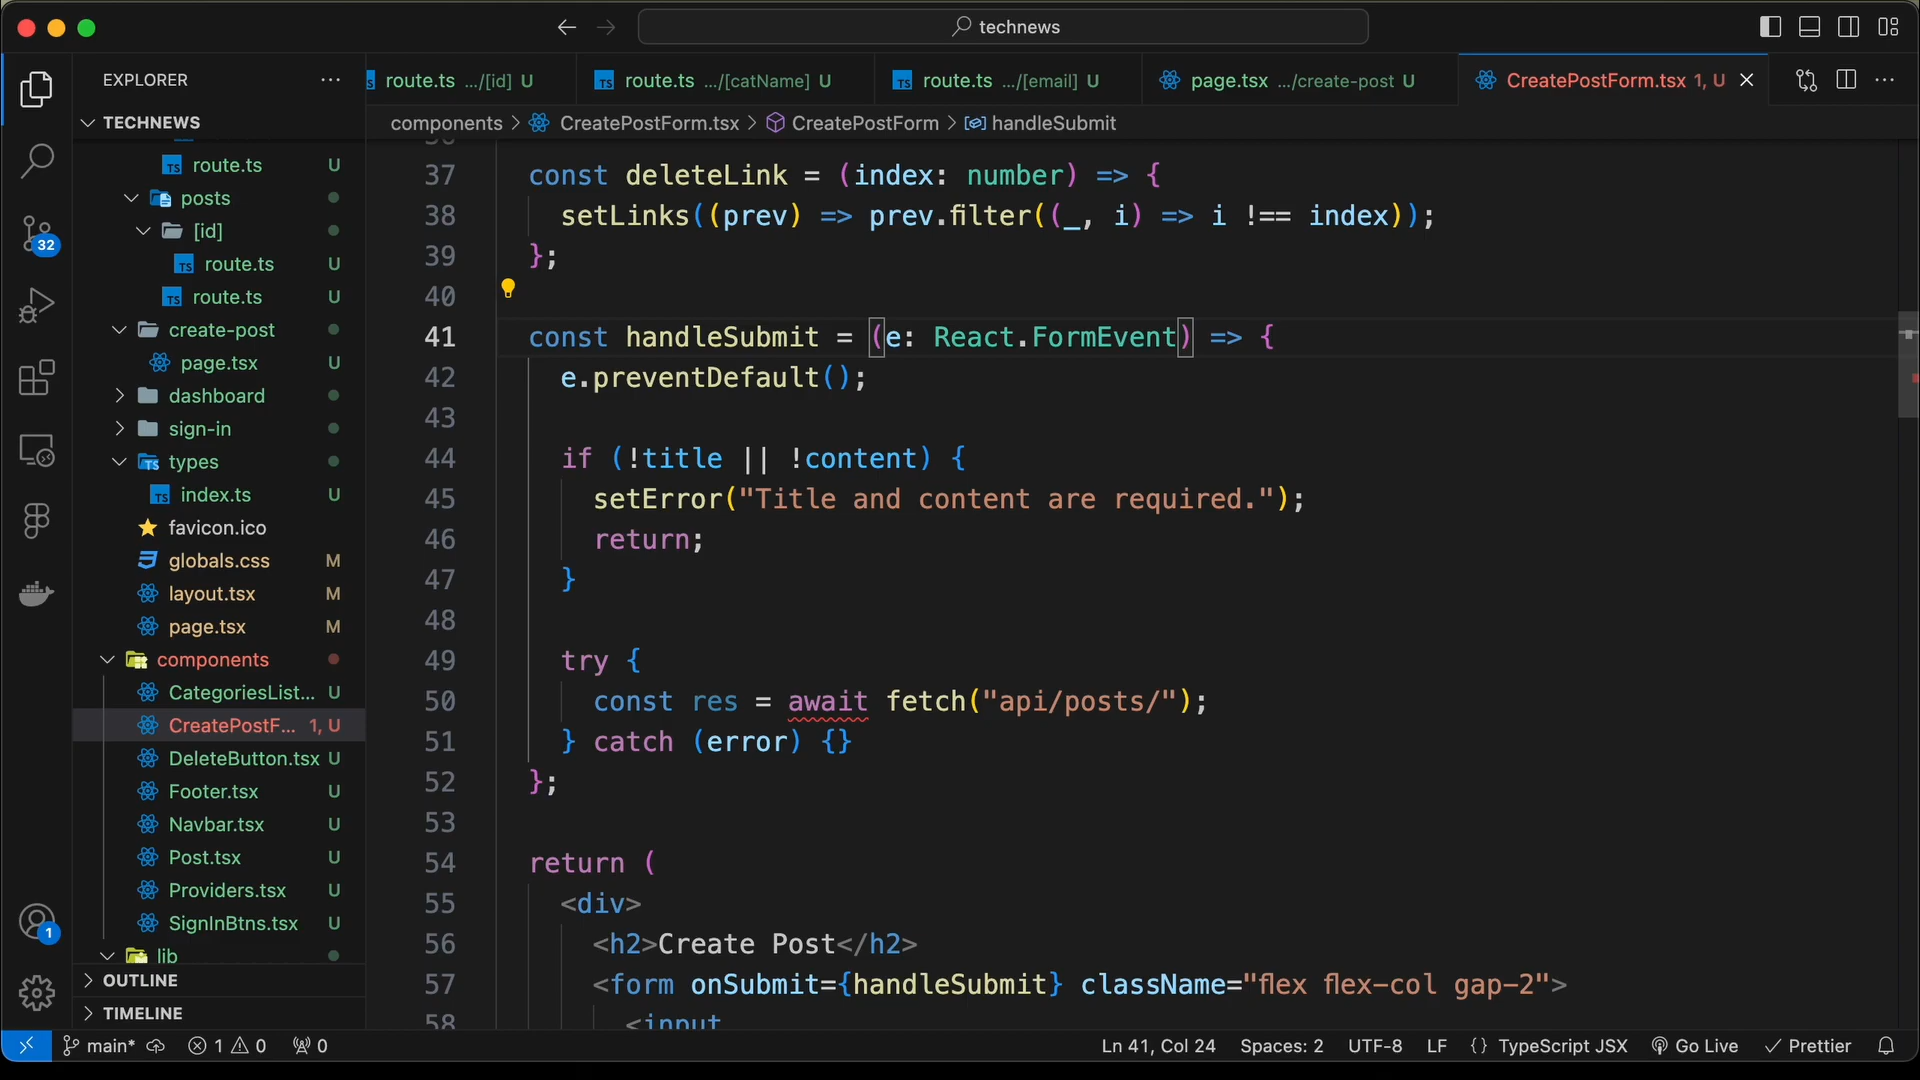 technews
EXPLORER
route.ts .../[id] U
route.ts .../[catName] U
route.ts .../[email] U
page.tsx .../create-post U
CreatePostForm.tsx 1, U
TECHNEWS
components > CreatePostForm.tsx > CreatePostForm > handleSubmit
route.ts U
posts
[id]
route.ts U
route.ts U
create-post
page.tsx U
dashboard
sign-in
types
index.ts U
favicon.ico
globals.css M
layout.tsx M
page.tsx M
components
CategoriesList... U
CreatePostF... 1, U
DeleteButton.tsx U
Footer.tsx U
Navbar.tsx U
Post.tsx U
Providers.tsx U
SignInBtns.tsx U
lib
OUTLINE
TIMELINE
32
1
36
37 const deleteLink = (index: number) => {
38 setLinks((prev) => prev.filter((_, i) => i !== index));
39 };
40
41 const handleSubmit = (e: React.FormEvent) => {
42 e.preventDefault();
43
44 if (!title || !content) {
45 setError("Title and content are required.");
46 return;
47 }
48
49 try {
50 const res = await fetch("api/posts/");
51 } catch (error) {}
52 };
53
54 return (
55 <div>
56 <h2>Create Post</h2>
57 <form onSubmit={handleSubmit} className="flex flex-col gap-2">
58 <input
main* 1 0 0 Ln 41, Col 24 Spaces: 2 UTF-8 LF {} TypeScript JSX Go Live Prettier